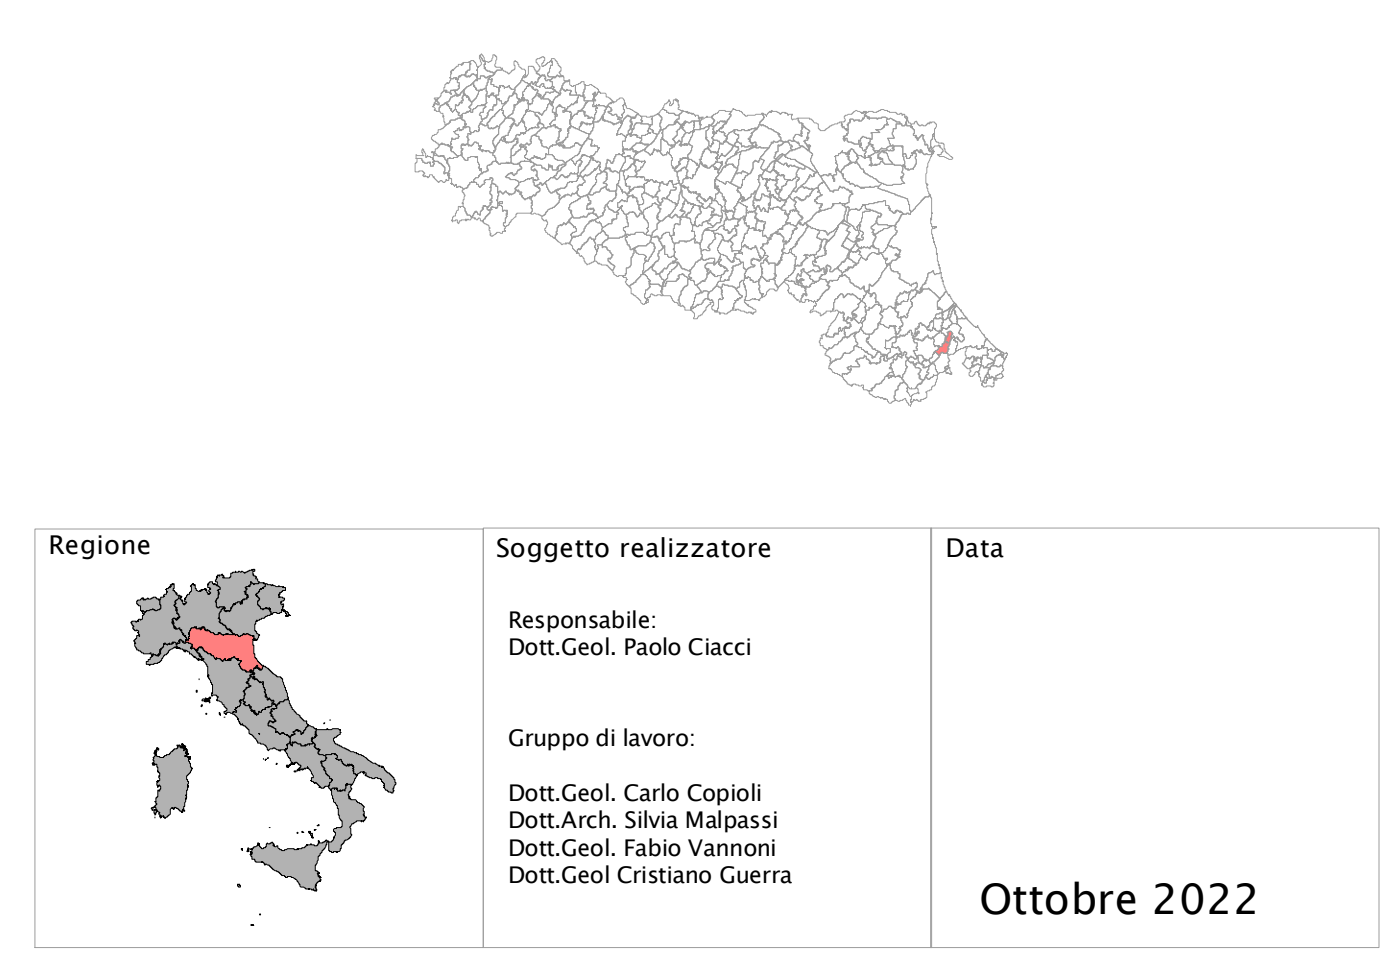 Regione
Soggetto realizzatore
Responsabile:
Dott.Geol. Paolo Ciacci
Gruppo di lavoro:
Dott.Geol. Carlo Copioli
Dott.Arch. Silvia Malpassi
Dott.Geol. Fabio Vannoni
Dott.Geol Cristiano Guerra
Data
Ottobre 2022